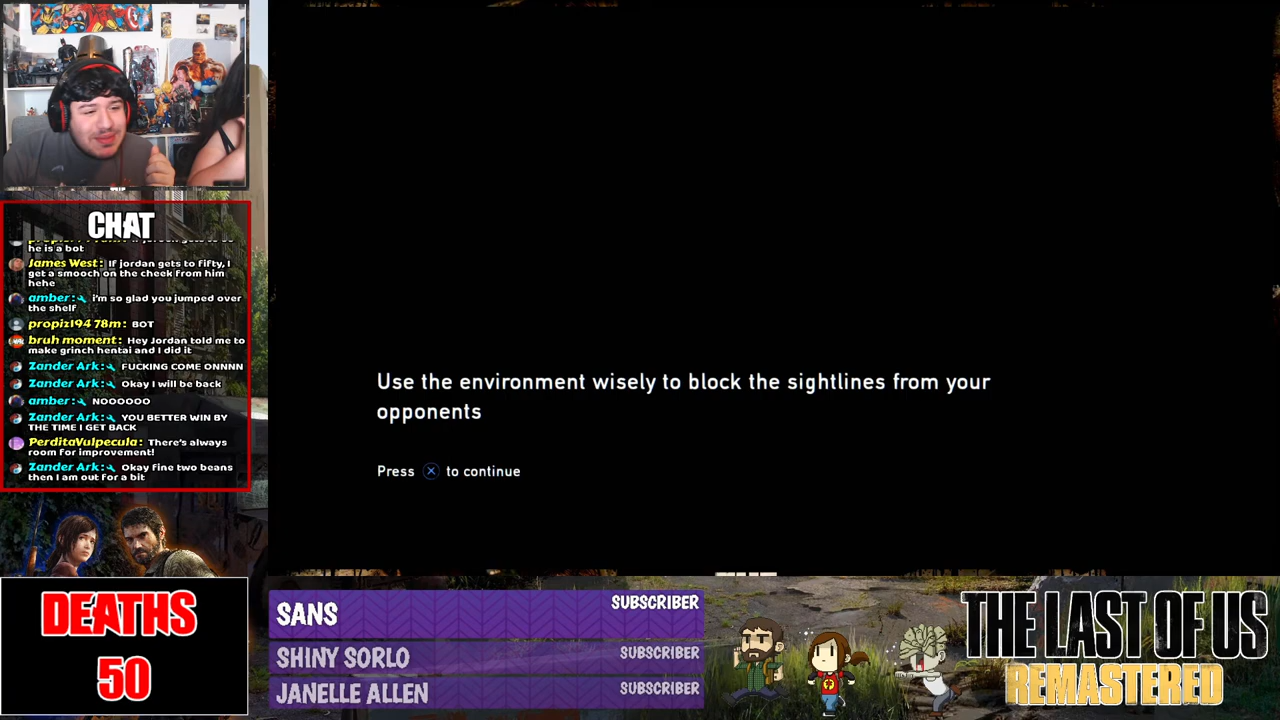 CHAT
he is a bot
James West: If jordan gets to fifty, I
get a smooch on the cheek from him
hehe
amber: i'm so glad you jumped over
the shelf
propiz194 78m: BOT
bruh moment: Hey Jordan told me to
make grinch hentai and I did it
Zander Ark: FUCKING COME ONNNN
Zander Ark: Okay I will be back
amber: NOOOOOO
Zander Ark: YOU BETTER WIN BY
THE TIME I GET BACK
PerditaVulpecula: There's always
room for improvement!
Zander Ark: Okay fine two beans
then I am out for a bit
Use the environment wisely to block the sightlines from your
opponents
Press ⊗ to continue
DEATHS
50
SANS SUBSCRIBER
SHINY SORLO SUBSCRIBER
JANELLE ALLEN SUBSCRIBER
THE LAST OF US
REMASTERED